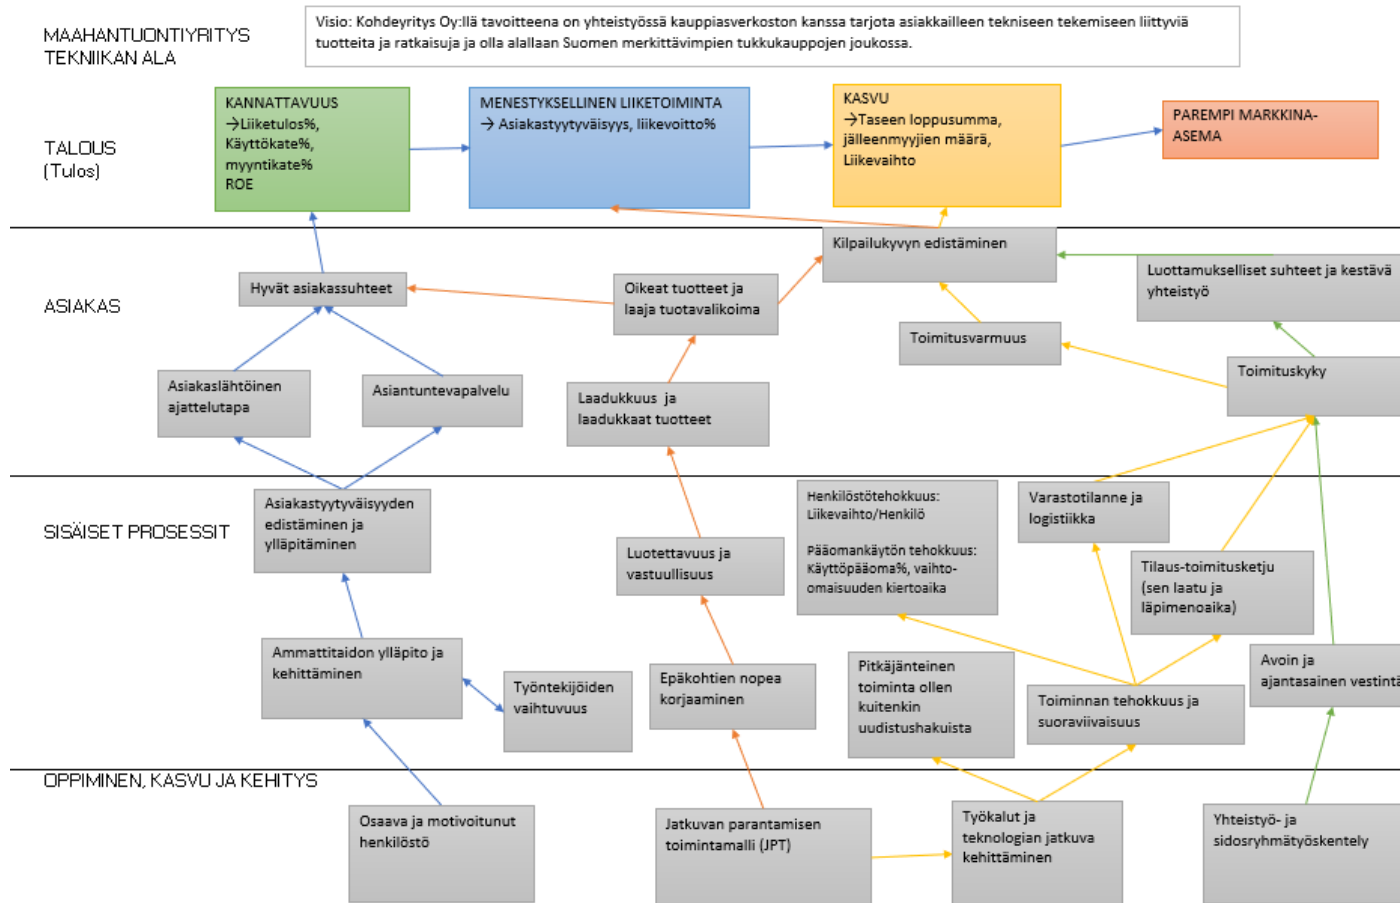 MAAHANTUONTIYRITYS
TEKNIIKAN ALA
Visio: Kohdeyritys Oy:llä tavoitteena on yhteistyössä kauppiasverkoston kanssa tarjota asiakkailleen tekniseen tekemiseen liittyviä
tuotteita ja ratkaisuja ja olla alallaan Suomen merkittävimpien tukkukauppojen joukossa.
TALOUS
(Tulos)
KANNATTAVUUS
→Liiketulos%,
Käyttökate%,
myyntikate%
ROE
MENESTYKSELLINEN LIIKETOIMINTA
→ Asiakastyytyväisyys, liikevoitto%
KASVU
→Taseen loppusumma,
jälleenmyyjien määrä,
Liikevaihto
PAREMPI MARKKINA-
ASEMA
ASIAKAS
Hyvät asiakassuhteet
Oikeat tuotteet ja
laaja tuotavalikoima
Kilpailukyvyn edistäminen
Luottamukselliset suhteet ja kestävä
yhteistyö
Toimitusvarmuus
Asiakaslähtöinen
ajattelutapa
Asiantuntevapalvelu
Laadukkuus ja
laadukkaat tuotteet
Toimituskyky
SISÄISET PROSESSIT
Asiakastyytyväisyyden
edistäminen ja
ylläpitäminen
Luotettavuus ja
vastuullisuus
Henkilöstötehokkuus:
Liikevaihto/Henkilö
Pääomankäytön tehokkuus:
Käyttöpääoma%, vaihto-
omaisuuden kiertoaika
Varastotilanne ja
logistiikka
Tilaus-toimitusketju
(sen laatu ja
läpimenoaika)
Ammattitaidon ylläpito ja
kehittäminen
Työntekijöiden
vaihtuvuus
Epäkohtien nopea
korjaaminen
Pitkäjänteinen
toiminta ollen
kuitenkin
uudistushakuista
Toiminnan tehokkuus ja
suoraviivaisuus
Avoin ja
ajantasainen vestintä
OPPIMINEN, KASVU JA KEHITYS
Osaava ja motivoitunut
henkilöstö
Jatkuvan parantamisen
toimintamalli (JPT)
Työkalut ja
teknologian jatkuva
kehittäminen
Yhteistyö- ja
sidosryhmätyöskentely